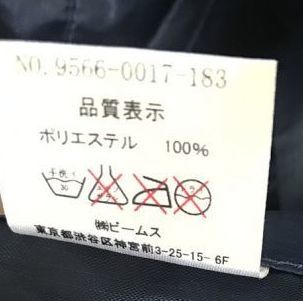 NO. 9566-0017-183
品質表示
ポリエステル 100%
手洗イ
30
㈱ビームス
東京都渋谷区神宮前3-25-15-6F